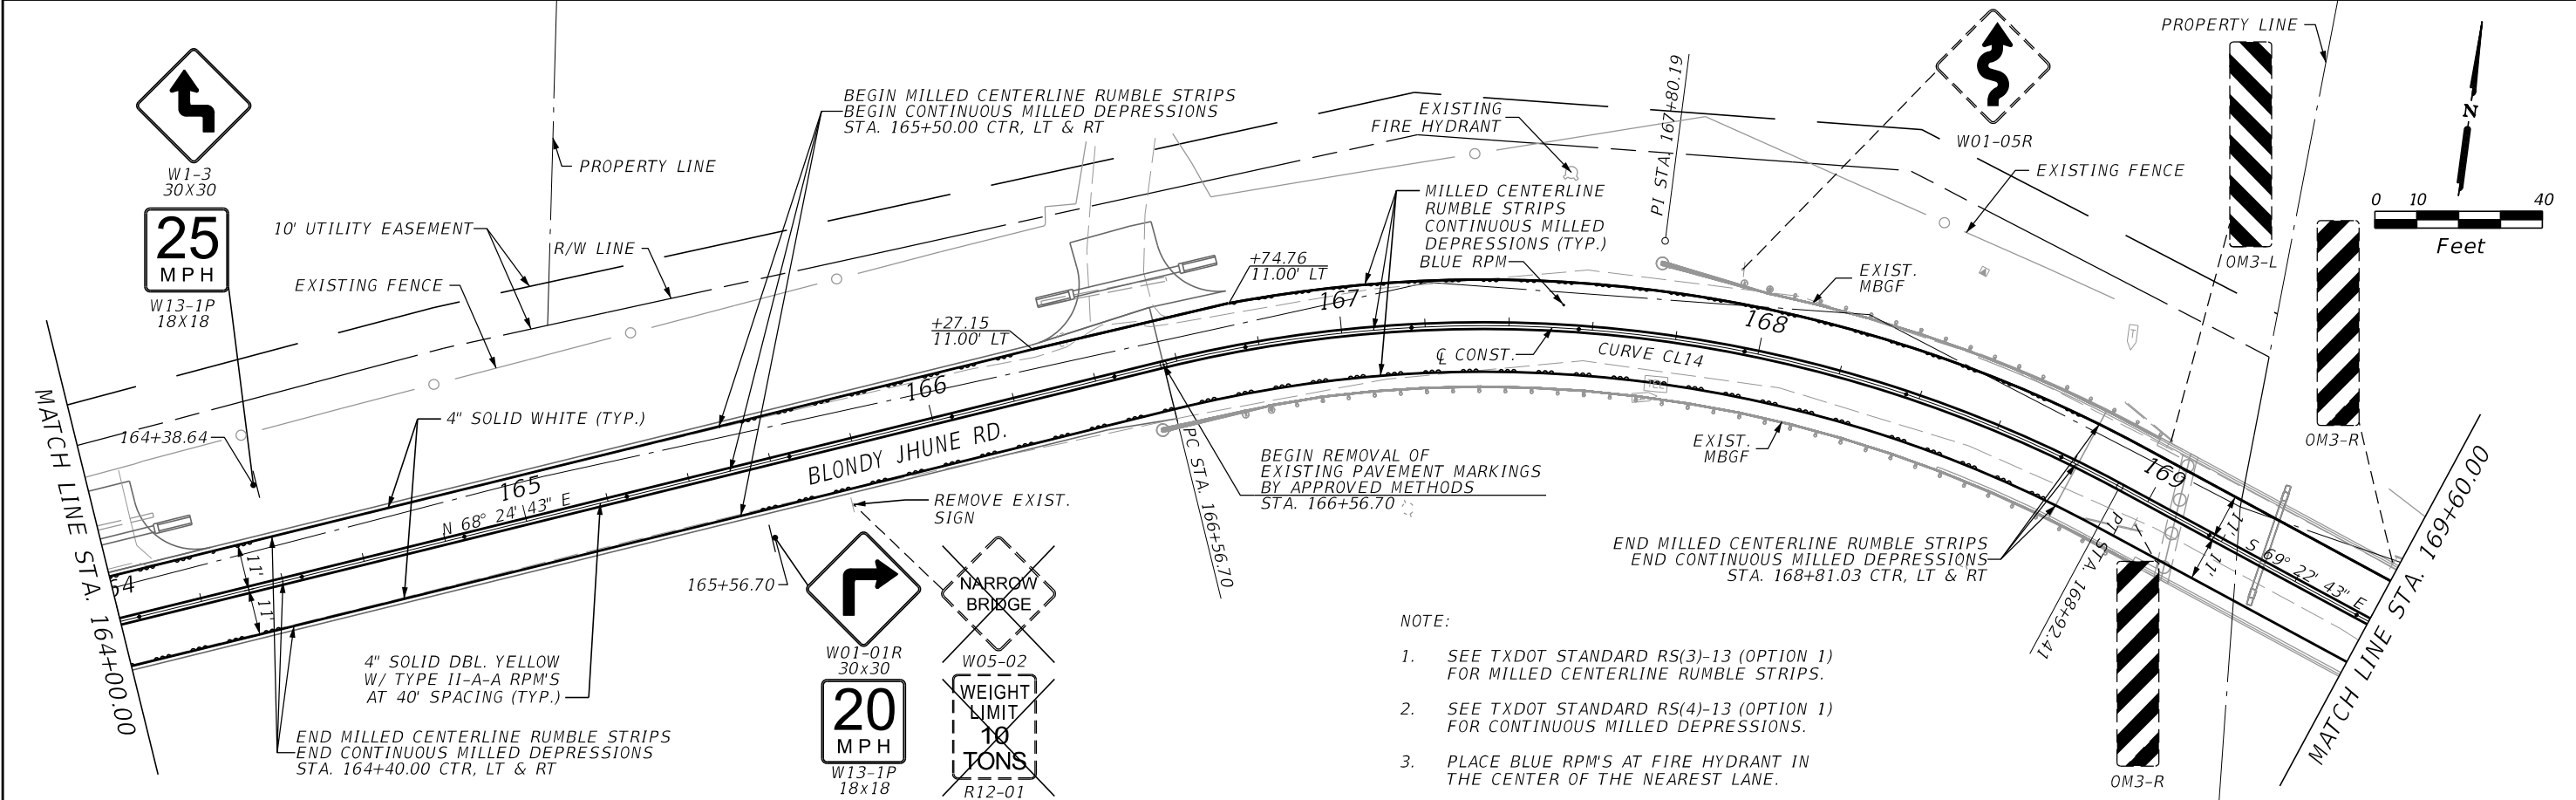 W1-3
30X30
25
MPH
W13-1P
18X18
164+38.64
MATCH LINE STA. 164+00.00
10' UTILITY EASEMENT
EXISTING FENCE
R/W LINE
PROPERTY LINE
4" SOLID WHITE (TYP.)
64
165
166
167
168
169
N 68° 24' 43" E
BLONDY JHUNE RD.
11'
11'
4" SOLID DBL. YELLOW
W/ TYPE II-A-A RPM'S
AT 40' SPACING (TYP.)
END MILLED CENTERLINE RUMBLE STRIPS
END CONTINUOUS MILLED DEPRESSIONS
STA. 164+40.00 CTR, LT & RT
BEGIN MILLED CENTERLINE RUMBLE STRIPS
BEGIN CONTINUOUS MILLED DEPRESSIONS
STA. 165+50.00 CTR, LT & RT
+27.15
11.00' LT
+74.76
11.00' LT
REMOVE EXIST.
SIGN
165+56.70
W01-01R
30x30
20
MPH
W13-1P
18x18
NARROW
BRIDGE
W05-02
WEIGHT
LIMIT
10
TONS
R12-01
PC STA. 166+56.70
BEGIN REMOVAL OF
EXISTING PAVEMENT MARKINGS
BY APPROVED METHODS
STA. 166+56.70
EXISTING
FIRE HYDRANT
MILLED CENTERLINE
RUMBLE STRIPS
CONTINUOUS MILLED
DEPRESSIONS (TYP.)
BLUE RPM
PI STA. 167+80.19
℄ CONST.
CURVE CL14
EXIST.
MBGF
EXIST.
MBGF
TEL
T
W01-05R
EXISTING FENCE
PROPERTY LINE
OM3-L
OM3-R
N
0 10 40
Feet
END MILLED CENTERLINE RUMBLE STRIPS
END CONTINUOUS MILLED DEPRESSIONS
STA. 168+81.03 CTR, LT & RT
PT STA. 168+92.41
11'
11'
S 69° 22' 43" E
OM3-R
MATCH LINE STA. 169+60.00
NOTE:
1. SEE TXDOT STANDARD RS(3)-13 (OPTION 1)
FOR MILLED CENTERLINE RUMBLE STRIPS.
2. SEE TXDOT STANDARD RS(4)-13 (OPTION 1)
FOR CONTINUOUS MILLED DEPRESSIONS.
3. PLACE BLUE RPM'S AT FIRE HYDRANT IN
THE CENTER OF THE NEAREST LANE.